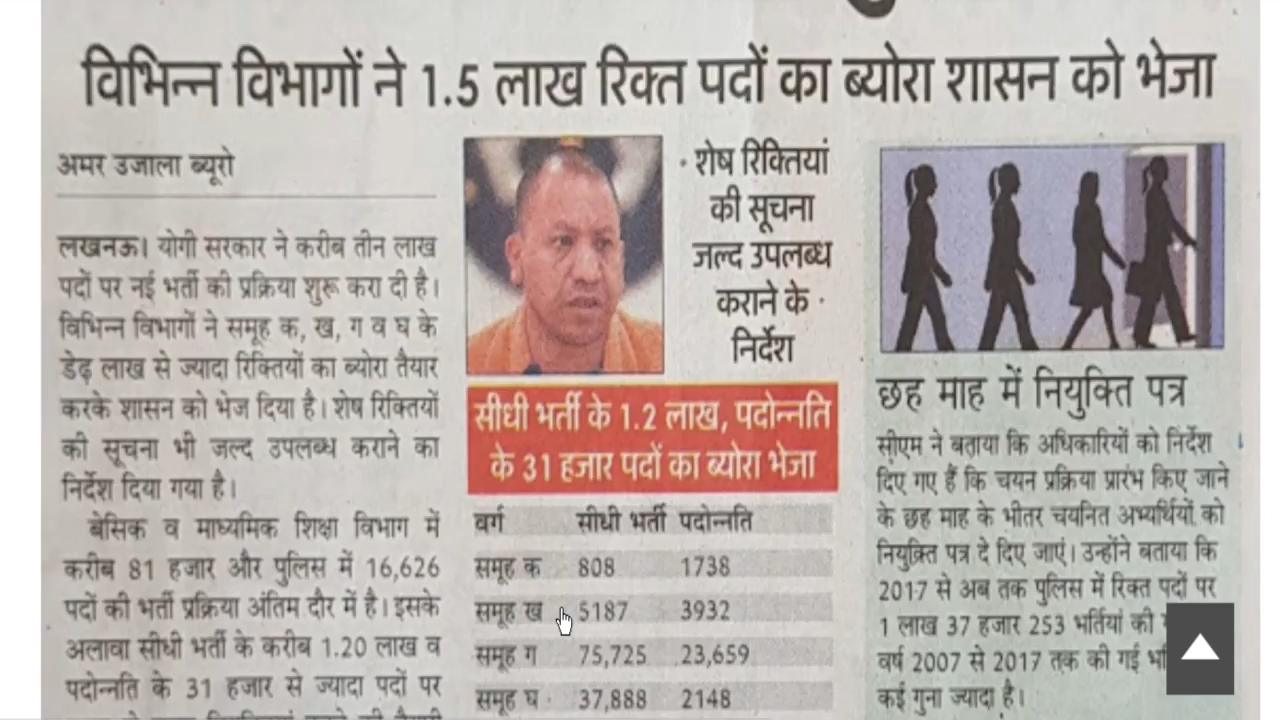 विभिन्न विभागों ने 1.5 लाख रिक्त पदों का ब्योरा शासन को भेजा
अमर उजाला ब्यूरो
लखनऊ। योगी सरकार ने करीब तीन लाख
पदों पर नई भर्ती की प्रक्रिया शुरू करा दी है।
विभिन्न विभागों ने समूह क, ख, ग व घ के
डेढ़ लाख से ज्यादा रिक्तियों का ब्योरा तैयार
करके शासन को भेज दिया है। शेष रिक्तियों
की सूचना भी जल्द उपलब्ध कराने का
निर्देश दिया गया है।
बेसिक व माध्यमिक शिक्षा विभाग में
करीब 81 हजार और पुलिस में 16,626
पदों की भर्ती प्रक्रिया अंतिम दौर में है। इसके
अलावा सीधी भर्ती के करीब 1.20 लाख व
पदोन्नति के 31 हजार से ज्यादा पदों पर
शेष रिक्तियां
की सूचना
जल्द उपलब्ध
कराने के
निर्देश
सीधी भर्ती के 1.2 लाख, पदोन्नति
के 31 हजार पदों का ब्योरा भेजा
वर्ग सीधी भर्ती पदोन्नति
समूह क 808 1738
समूह ख 5187 3932
समूह ग 75,725 23,659
समूह घ 37,888 2148
छह माह में नियुक्ति पत्र
सीएम ने बताया कि अधिकारियों को निर्देश
दिए गए हैं कि चयन प्रक्रिया प्रारंभ किए जाने
के छह माह के भीतर चयनित अभ्यर्थियों को
नियुक्ति पत्र दे दिए जाएं। उन्होंने बताया कि
2017 से अब तक पुलिस में रिक्त पदों पर
1 लाख 37 हजार 253 भर्तियां की
वर्ष 2007 से 2017 तक की गई
कई गुना ज्यादा है।